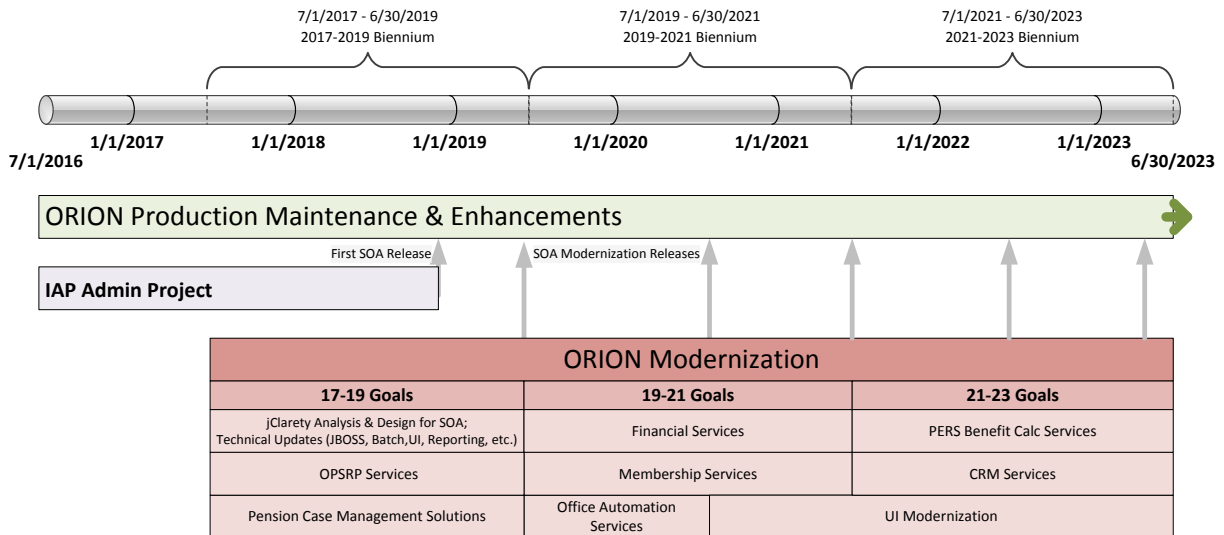 7/1/2017 - 6/30/2019
2017-2019 Biennium
7/1/2019 - 6/30/2021
2019-2021 Biennium
7/1/2021 - 6/30/2023
2021-2023 Biennium
1/1/2017
1/1/2018
1/1/2019
1/1/2020
1/1/2021
1/1/2022
1/1/2023
7/1/2016
6/30/2023
ORION Production Maintenance & Enhancements
First SOA Release
SOA Modernization Releases
IAP Admin Project
ORION Modernization
17-19 Goals
19-21 Goals
21-23 Goals
jClarety Analysis & Design for SOA;
Technical Updates (JBOSS, Batch,UI, Reporting, etc.)
Financial Services
PERS Benefit Calc Services
OPSRP Services
Membership Services
CRM Services
Pension Case Management Solutions
Office Automation
Services
UI Modernization